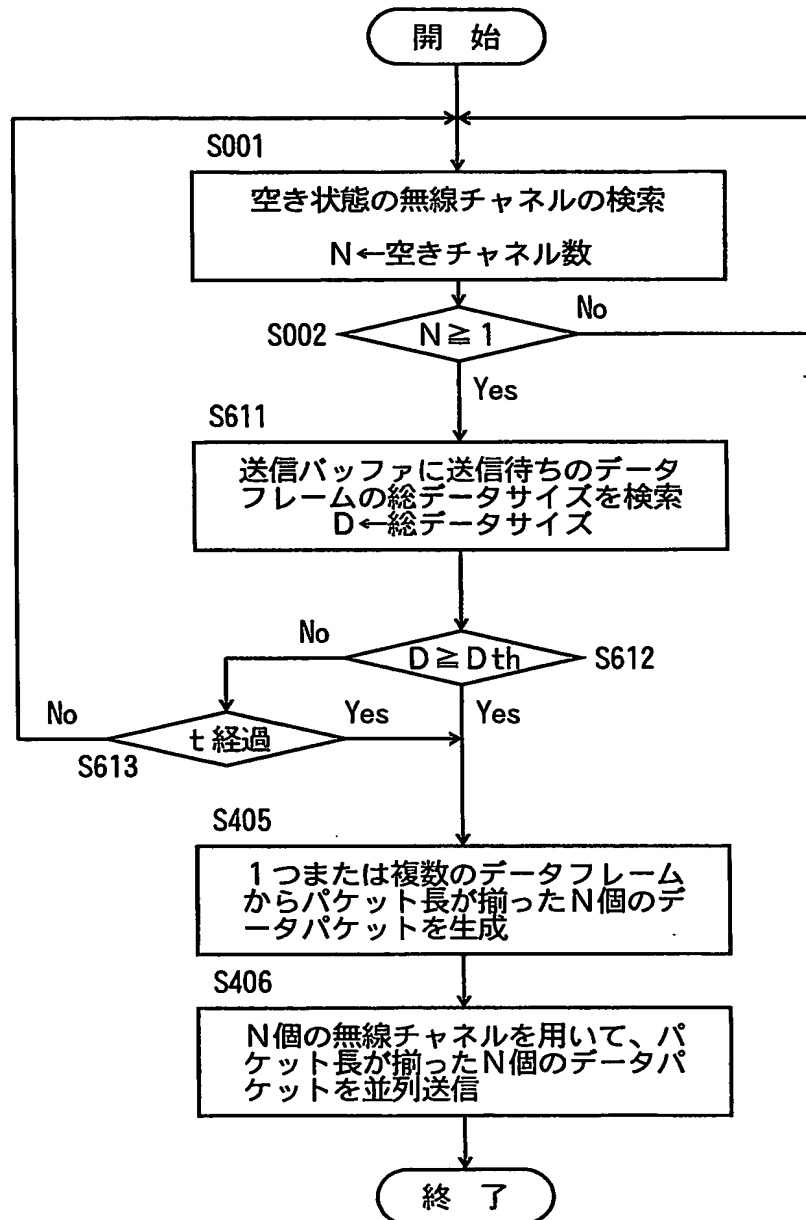 開 始
S001
空き状態の無線チャネルの検索
N←空きチャネル数
S002
N≧1
No
Yes
S611
送信バッファに送信待ちのデータ
フレームの総データサイズを検索
D←総データサイズ
No
D≧Dth
S612
No
Yes
Yes
t経過
S613
S405
1つまたは複数のデータフレーム
からパケット長が揃ったN個のデ
ータパケットを生成
S406
N個の無線チャネルを用いて、パ
ケット長が揃ったN個のデータパ
ケットを並列送信
終 了